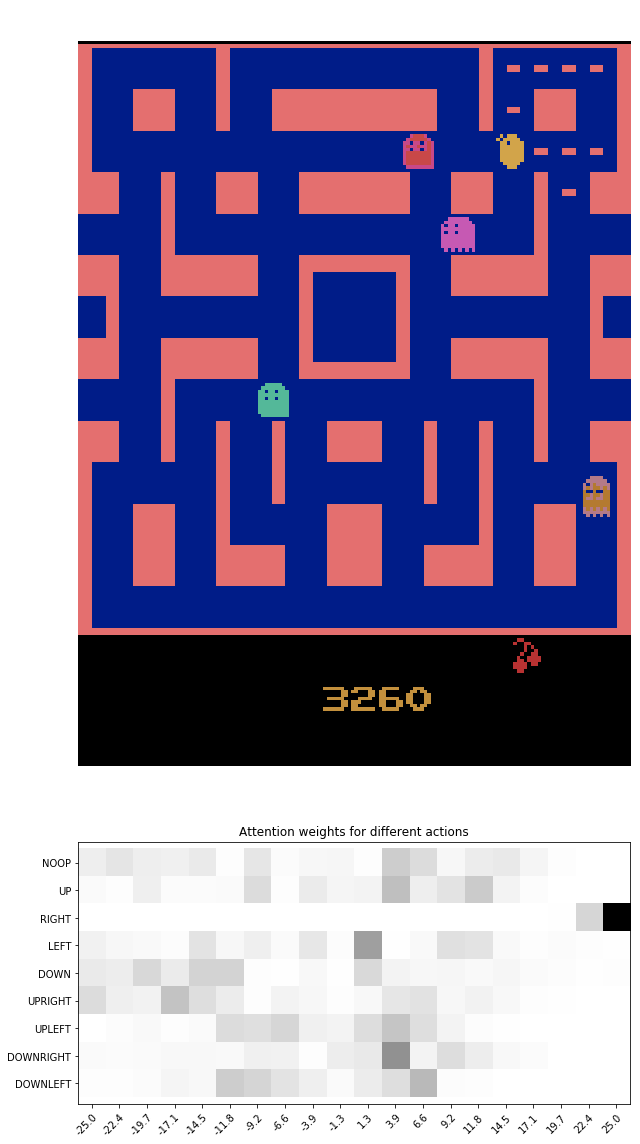 3260
Attention weights for different actions
NOOP
UP
RIGHT
LEFT
DOWN
UPRIGHT
UPLEFT
DOWNRIGHT
DOWNLEFT
-25.0 -22.4 -19.7 -17.1 -14.5 -11.8 -9.2 -6.6 -3.9 -1.3 1.3 3.9 6.6 9.2 11.8 14.5 17.1 19.7 22.4 25.0